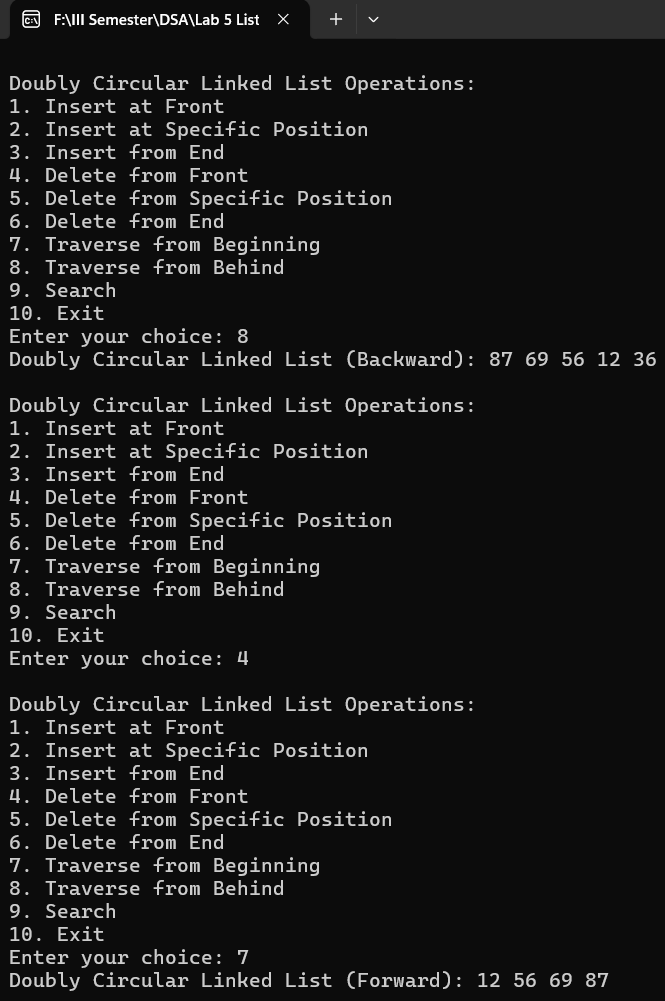 F:\III Semester\DSA\Lab 5 List
Doubly Circular Linked List Operations:
1. Insert at Front
2. Insert at Specific Position
3. Insert from End
4. Delete from Front
5. Delete from Specific Position
6. Delete from End
7. Traverse from Beginning
8. Traverse from Behind
9. Search
10. Exit
Enter your choice: 8
Doubly Circular Linked List (Backward): 87 69 56 12 36
Doubly Circular Linked List Operations:
1. Insert at Front
2. Insert at Specific Position
3. Insert from End
4. Delete from Front
5. Delete from Specific Position
6. Delete from End
7. Traverse from Beginning
8. Traverse from Behind
9. Search
10. Exit
Enter your choice: 4
Doubly Circular Linked List Operations:
1. Insert at Front
2. Insert at Specific Position
3. Insert from End
4. Delete from Front
5. Delete from Specific Position
6. Delete from End
7. Traverse from Beginning
8. Traverse from Behind
9. Search
10. Exit
Enter your choice: 7
Doubly Circular Linked List (Forward): 12 56 69 87